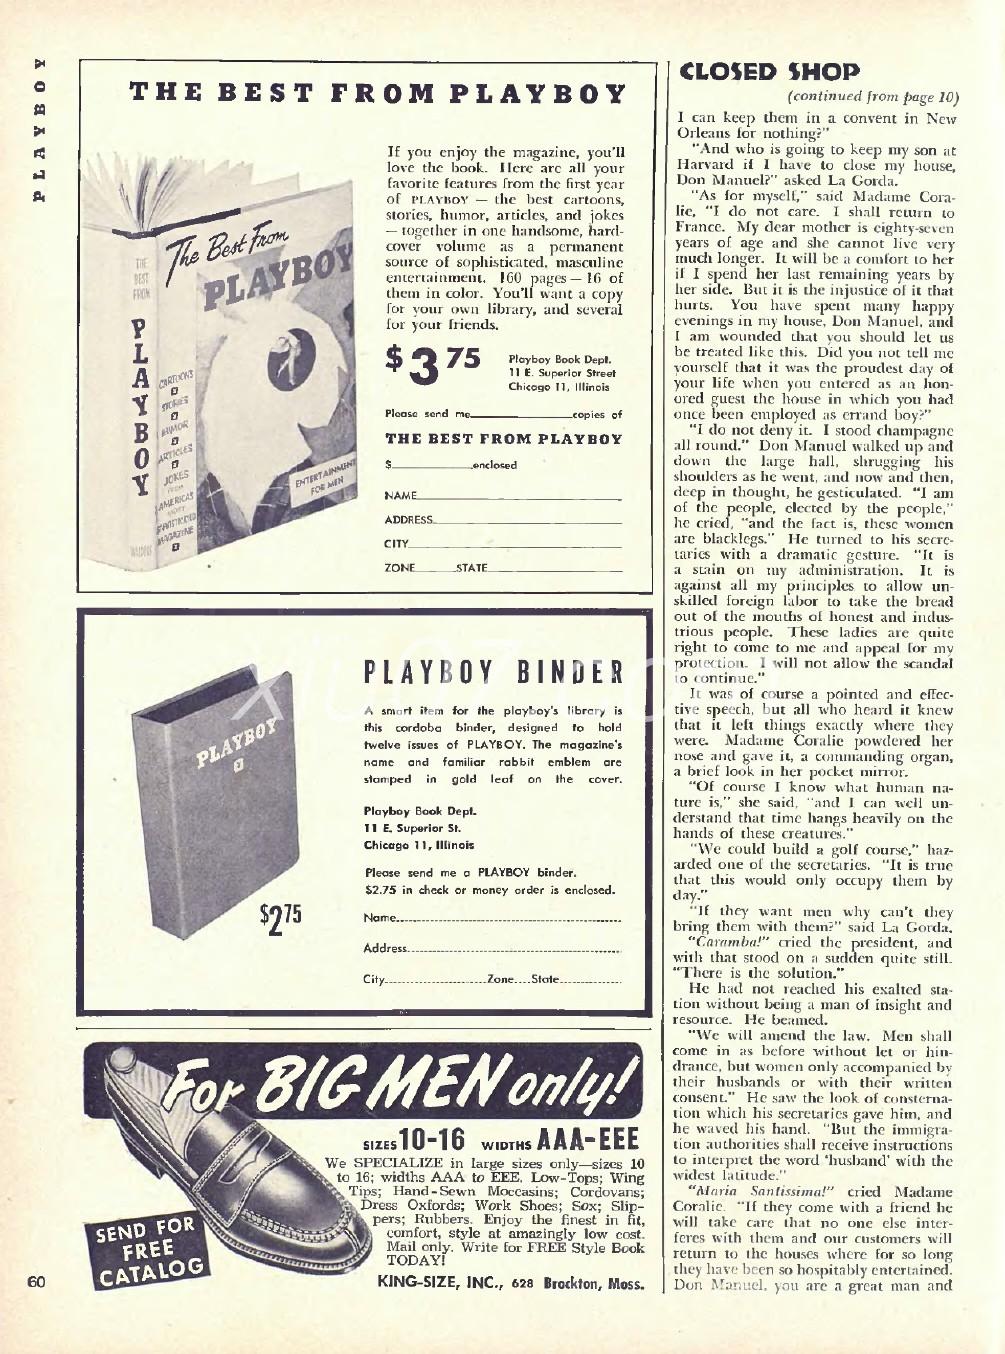 PLAYBOY
THE BEST FROM PLAYBOY
The Best From
PLAYBOY
THE
BEST
FROM
PLAYBOY
CARTOONS
STORIES
HUMOR
ARTICLES
JOKES
FROM
AMERICA'S
MOST
SOPHISTICATED
MAGAZINE
ENTERTAINMENT
FOR MEN
If you enjoy the magazine, you'll
love the book. Here are all your
favorite features from the first year
of PLAYBOY — the best cartoons,
stories, humor, articles, and jokes
— together in one handsome, hard-
cover volume as a permanent
source of sophisticated, masculine
entertainment. 160 pages — 16 of
them in color. You'll want a copy
for your own library, and several
for your friends.
$3 75
Playboy Book Dept.
11 E. Superior Street
Chicago 11, Illinois
Please send me____________copies of
THE BEST FROM PLAYBOY
$____________enclosed
NAME____________
ADDRESS____________
CITY____________
ZONE______STATE____________
PLAYBOY BINDER
PLAYBOY
$2 75
A smart item for the playboy's library is
this cordoba binder, designed to hold
twelve issues of PLAYBOY. The magazine's
name and familiar rabbit emblem are
stamped in gold leaf on the cover.
Playboy Book Dept.
11 E. Superior St.
Chicago 11, Illinois
Please send me a PLAYBOY binder.
$2.75 in check or money order is enclosed.
Name............
Address............
City............Zone....State............
For BIG MEN only!
SIZES 10-16 WIDTHS AAA-EEE
We SPECIALIZE in large sizes only—sizes 10
to 16; widths AAA to EEE. Low-Tops; Wing
Tips; Hand-Sewn Moccasins; Cordovans;
Dress Oxfords; Work Shoes; Sox; Slip-
pers; Rubbers. Enjoy the finest in fit,
comfort, style at amazingly low cost.
Mail only. Write for FREE Style Book
TODAY!
KING-SIZE, INC., 628 Brockton, Mass.
SEND FOR
FREE
CATALOG
60
CLOSED SHOP
(continued from page 10)
I can keep them in a convent in New
Orleans for nothing?"
"And who is going to keep my son at
Harvard if I have to close my house,
Don Manuel?" asked La Gorda.
"As for myself," said Madame Cora-
lie, "I do not care. I shall return to
France. My dear mother is eighty-seven
years of age and she cannot live very
much longer. It will be a comfort to her
if I spend her last remaining years by
her side. But it is the injustice of it that
hurts. You have spent many happy
evenings in my house, Don Manuel, and
I am wounded that you should let us
be treated like this. Did you not tell me
yourself that it was the proudest day of
your life when you entered as an hon-
ored guest the house in which you had
once been employed as errand boy?"
"I do not deny it. I stood champagne
all round." Don Manuel walked up and
down the large hall, shrugging his
shoulders as he went, and now and then,
deep in thought, he gesticulated. "I am
of the people, elected by the people,"
he cried, "and the fact is, these women
are blacklegs." He turned to his secre-
taries with a dramatic gesture. "It is
a stain on my administration. It is
against all my principles to allow un-
skilled foreign labor to take the bread
out of the mouths of honest and indus-
trious people. These ladies are quite
right to come to me and appeal for my
protection. I will not allow the scandal
to continue."
It was of course a pointed and effec-
tive speech, but all who heard it knew
that it left things exactly where they
were. Madame Coralie powdered her
nose and gave it, a commanding organ,
a brief look in her pocket mirror.
"Of course I know what human na-
ture is," she said, "and I can well un-
derstand that time hangs heavily on the
hands of these creatures."
"We could build a golf course," haz-
arded one of the secretaries. "It is true
that this would only occupy them by
day."
"If they want men why can't they
bring them with them?" said La Gorda.
"Caramba!" cried the president, and
with that stood on a sudden quite still.
"There is the solution."
He had not reached his exalted sta-
tion without being a man of insight and
resource. He beamed.
"We will amend the law. Men shall
come in as before without let or hin-
drance, but women only accompanied by
their husbands or with their written
consent." He saw the look of consterna-
tion which his secretaries gave him, and
he waved his hand. "But the immigra-
tion authorities shall receive instructions
to interpret the word 'husband' with the
widest latitude."
"Maria Santissima!" cried Madame
Coralie. "If they come with a friend he
will take care that no one else inter-
feres with them and our customers will
return to the houses where for so long
they have been so hospitably entertained.
Don Manuel, you are a great man and